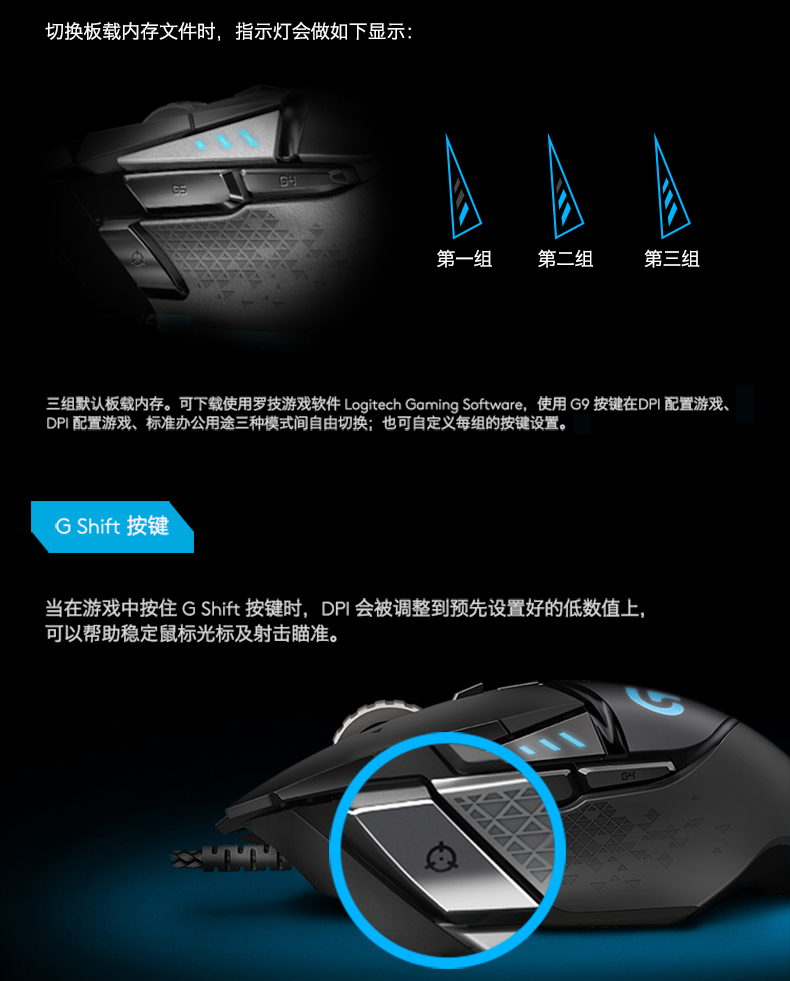 切换板载内存文件时，指示灯会做如下显示：
G5
G4
第一组
第二组
第三组
三组默认板载内存。可下载使用罗技游戏软件 Logitech Gaming Software，使用 G9 按键在DPI 配置游戏、
DPI 配置游戏、标准办公用途三种模式间自由切换；也可自定义每组的按键设置。
G Shift 按键
当在游戏中按住 G Shift 按键时，DPI 会被调整到预先设置好的低数值上，
可以帮助稳定鼠标光标及射击瞄准。
G
G4